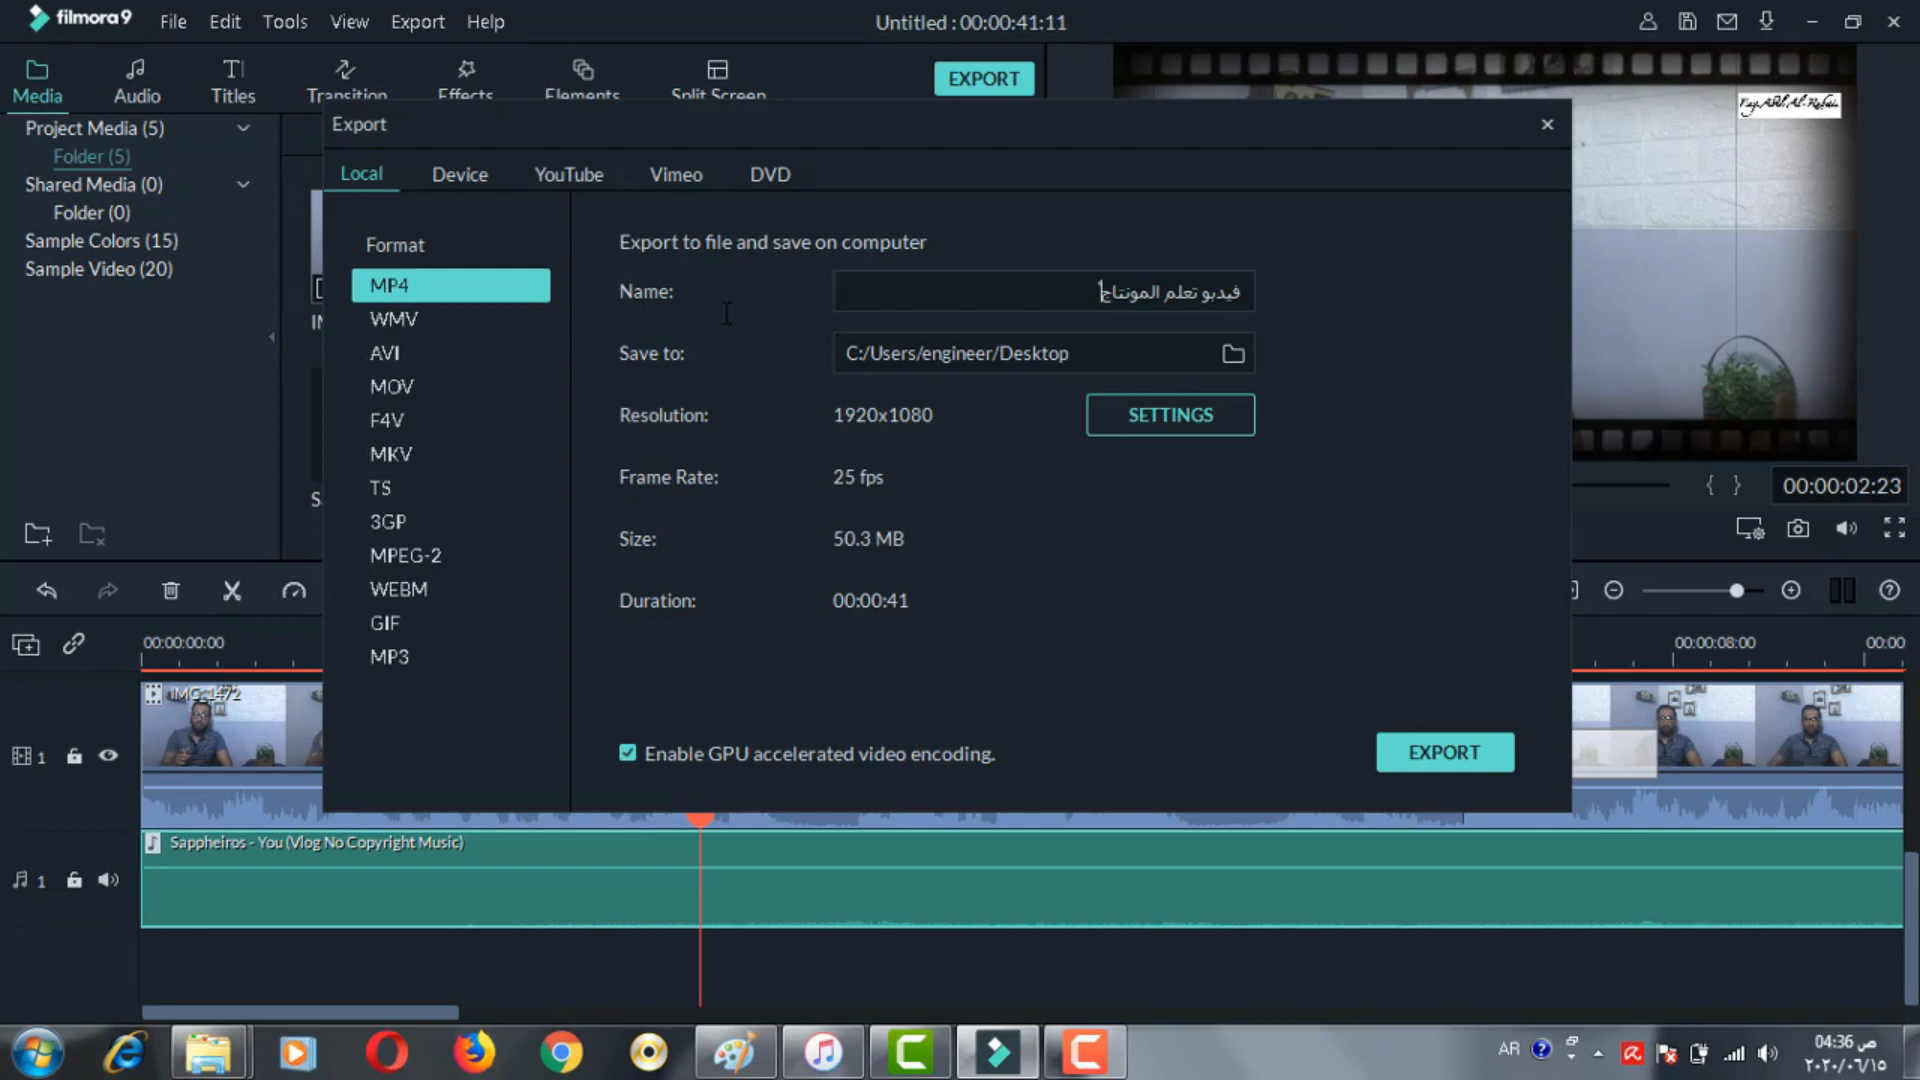 filmora9
File Edit Tools View Export Help
Untitled : 00:00:41:11
Media Audio Titles Transition Effects Elements Split Screen
EXPORT
Project Media (5)
Folder (5)
Shared Media (0)
Folder (0)
Sample Colors (15)
Sample Video (20)
Export
Local Device YouTube Vimeo DVD
Format
MP4
WMV
AVI
MOV
F4V
MKV
TS
3GP
MPEG-2
WEBM
GIF
MP3
Export to file and save on computer
Name: فيديو تعلم المونتاج
Save to: C:/Users/engineer/Desktop
Resolution: 1920x1080 SETTINGS
Frame Rate: 25 fps
Size: 50.3 MB
Duration: 00:00:41
Enable GPU accelerated video encoding.
EXPORT
00:00:02:23
00:00:00:00
00:00:08:00
00:00
IMG_1472
1
Sappheiros - You (Vlog No Copyright Music)
1
AR
04:36 ص
٢٠٢٠/٠٦/١٥